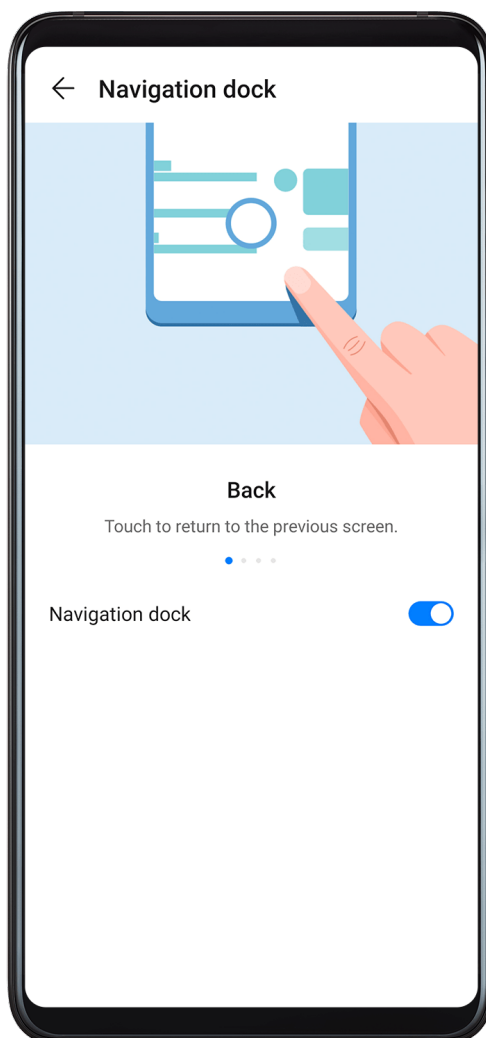 Navigation dock
Back
Touch to return to the previous screen.
Navigation dock